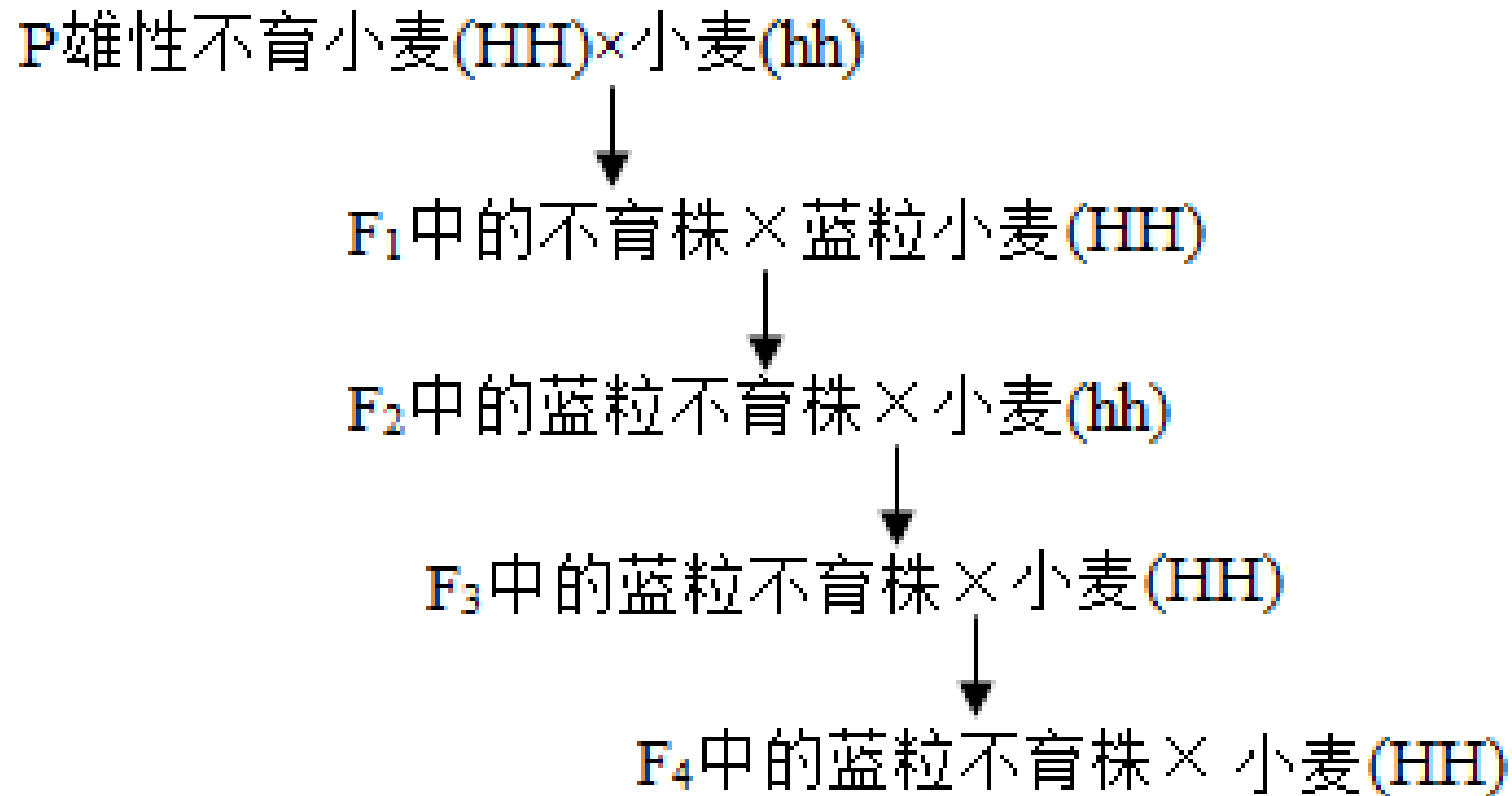 P雄性不育小麦(HH)×小麦(hh)
F₁中的不育株×蓝粒小麦(HH)
F₂中的蓝粒不育株×小麦(hh)
F₃中的蓝粒不育株×小麦(HH)
F₄中的蓝粒不育株× 小麦(HH)